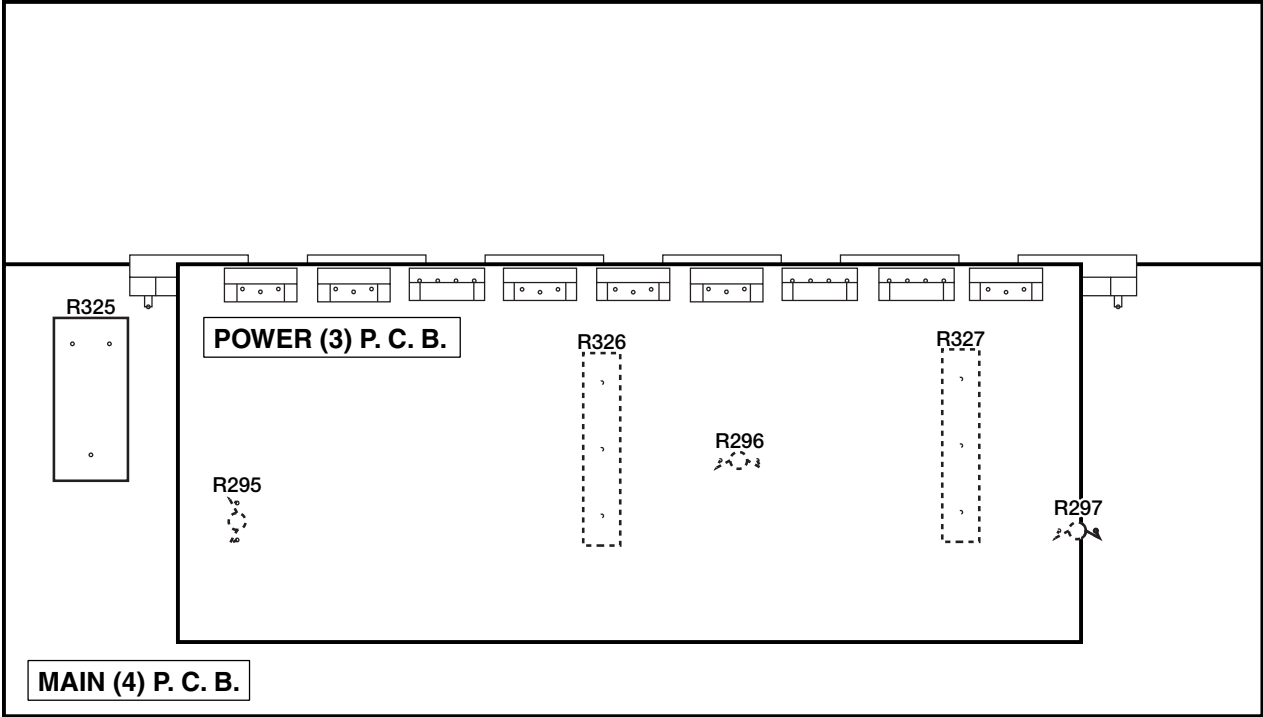 R325
POWER (3) P. C. B.
R326
R327
R296
R295
R297
MAIN (4) P. C. B.